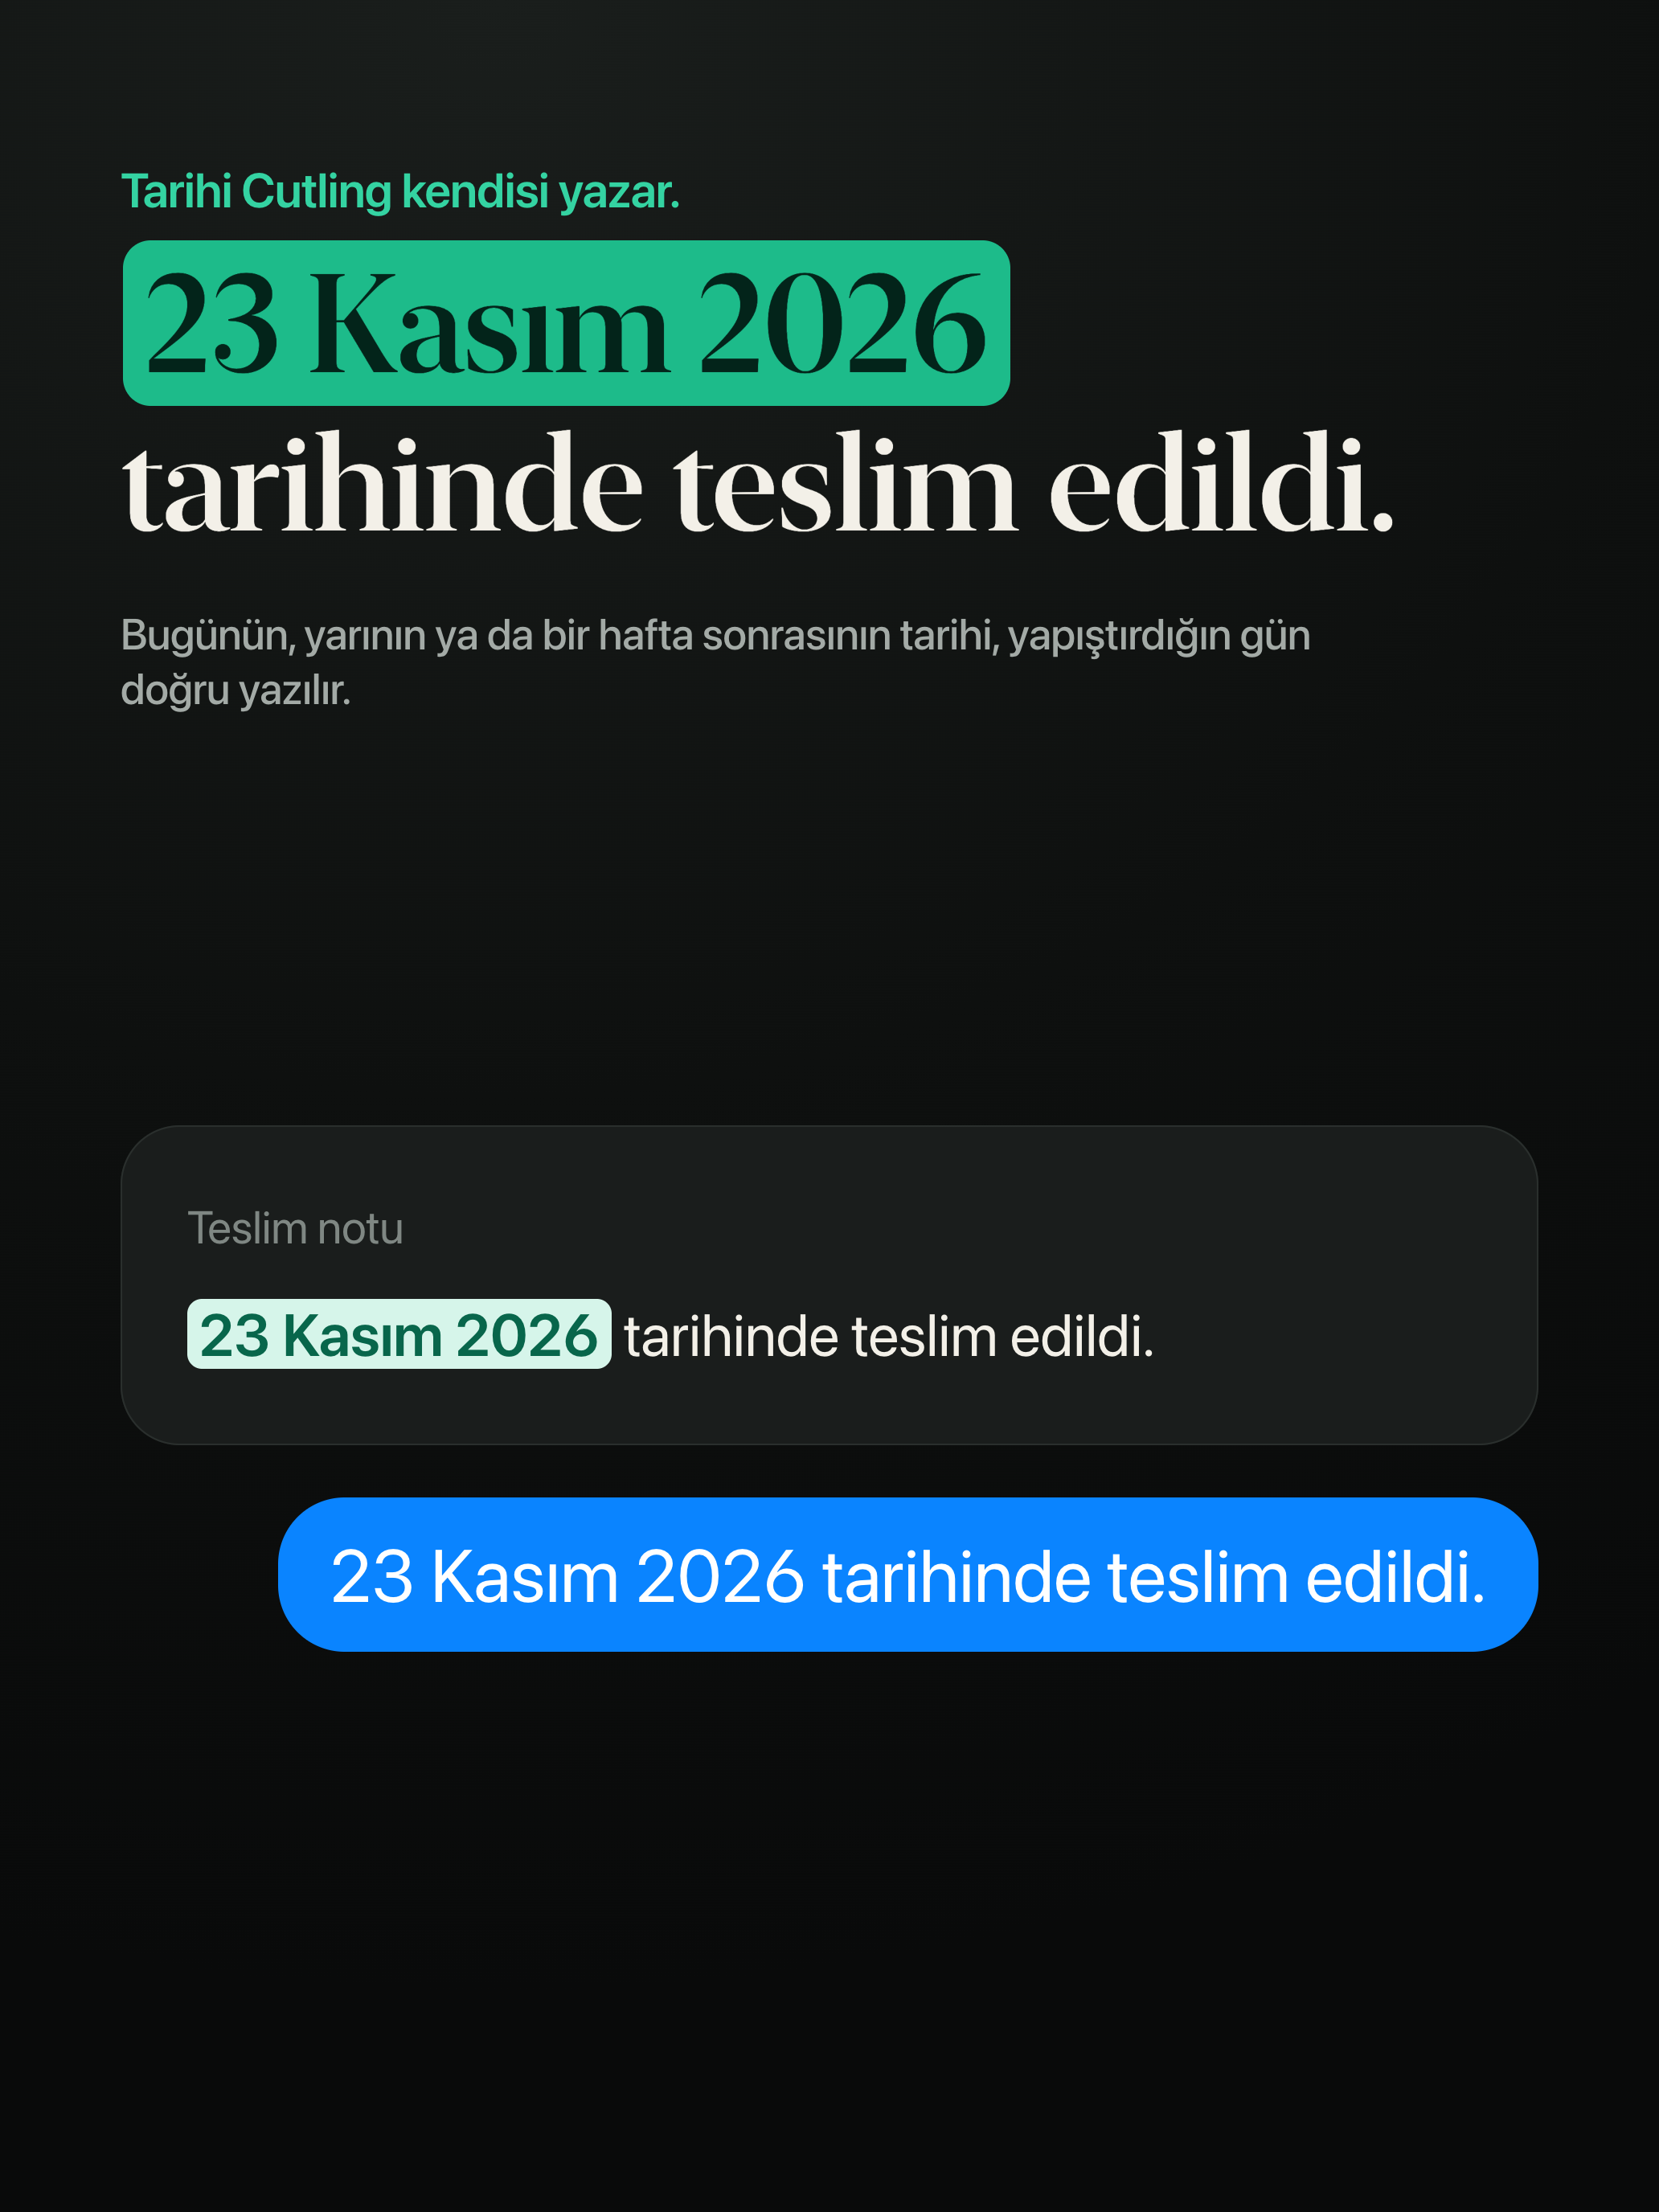 Tarihi Cutling kendisi yazar.
23 Kasım 2026
tarihinde teslim edildi.
Bugünün, yarının ya da bir hafta sonrasının tarihi, yapıştırdığın gün
doğru yazılır.
Teslim notu
23 Kasım 2026 tarihinde teslim edildi.
23 Kasım 2026 tarihinde teslim edildi.